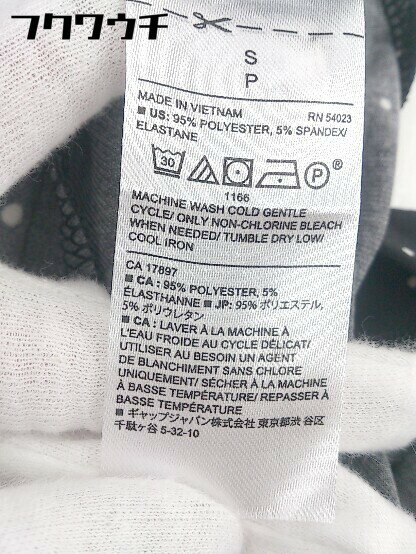 フクワウチ
S
P
MADE IN VIETNAM RN 54023
■ US: 95% POLYESTER, 5% SPANDEX/
ELASTANE
30 P ®
1166
MACHINE WASH COLD GENTLE
CYCLE/ ONLY NON-CHLORINE BLEACH
WHEN NEEDED/ TUMBLE DRY LOW/
COOL IRON
CA 17897
■ CA : 95% POLYESTER, 5%
ÉLASTHANNE ■ JP: 95% ポリエステル,
5% ポリウレタン
■ CA : LAVER À LA MACHINE À
L'EAU FROIDE AU CYCLE DÉLICAT/
UTILISER AU BESOIN UN AGENT
DE BLANCHIMENT SANS CHLORE
UNIQUEMENT/ SÉCHER À LA MACHINE
À BASSE TEMPÉRATURE/ REPASSER À
BASSE TEMPÉRATURE
■ ギャップジャパン株式会社 東京都渋 谷区
千駄ヶ谷 5-32-10